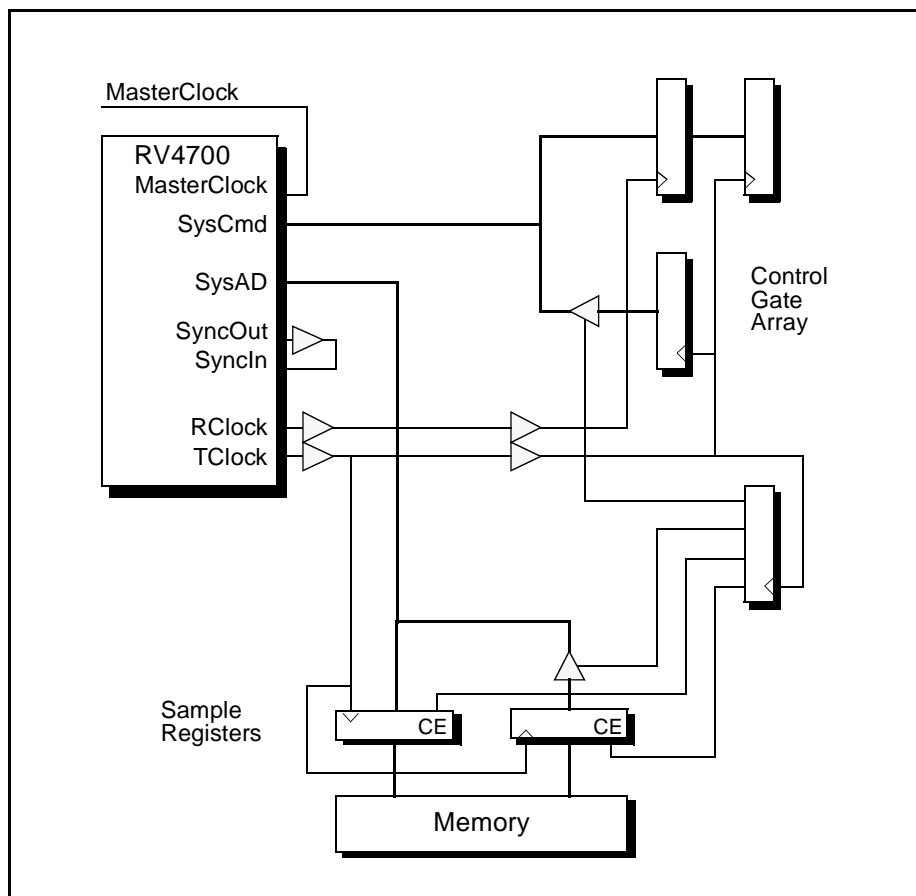 MasterClock
RV4700
MasterClock
SysCmd
SysAD
SyncOut
SyncIn
RClock
TClock
Control
Gate
Array
Sample
Registers
CE
CE
Memory